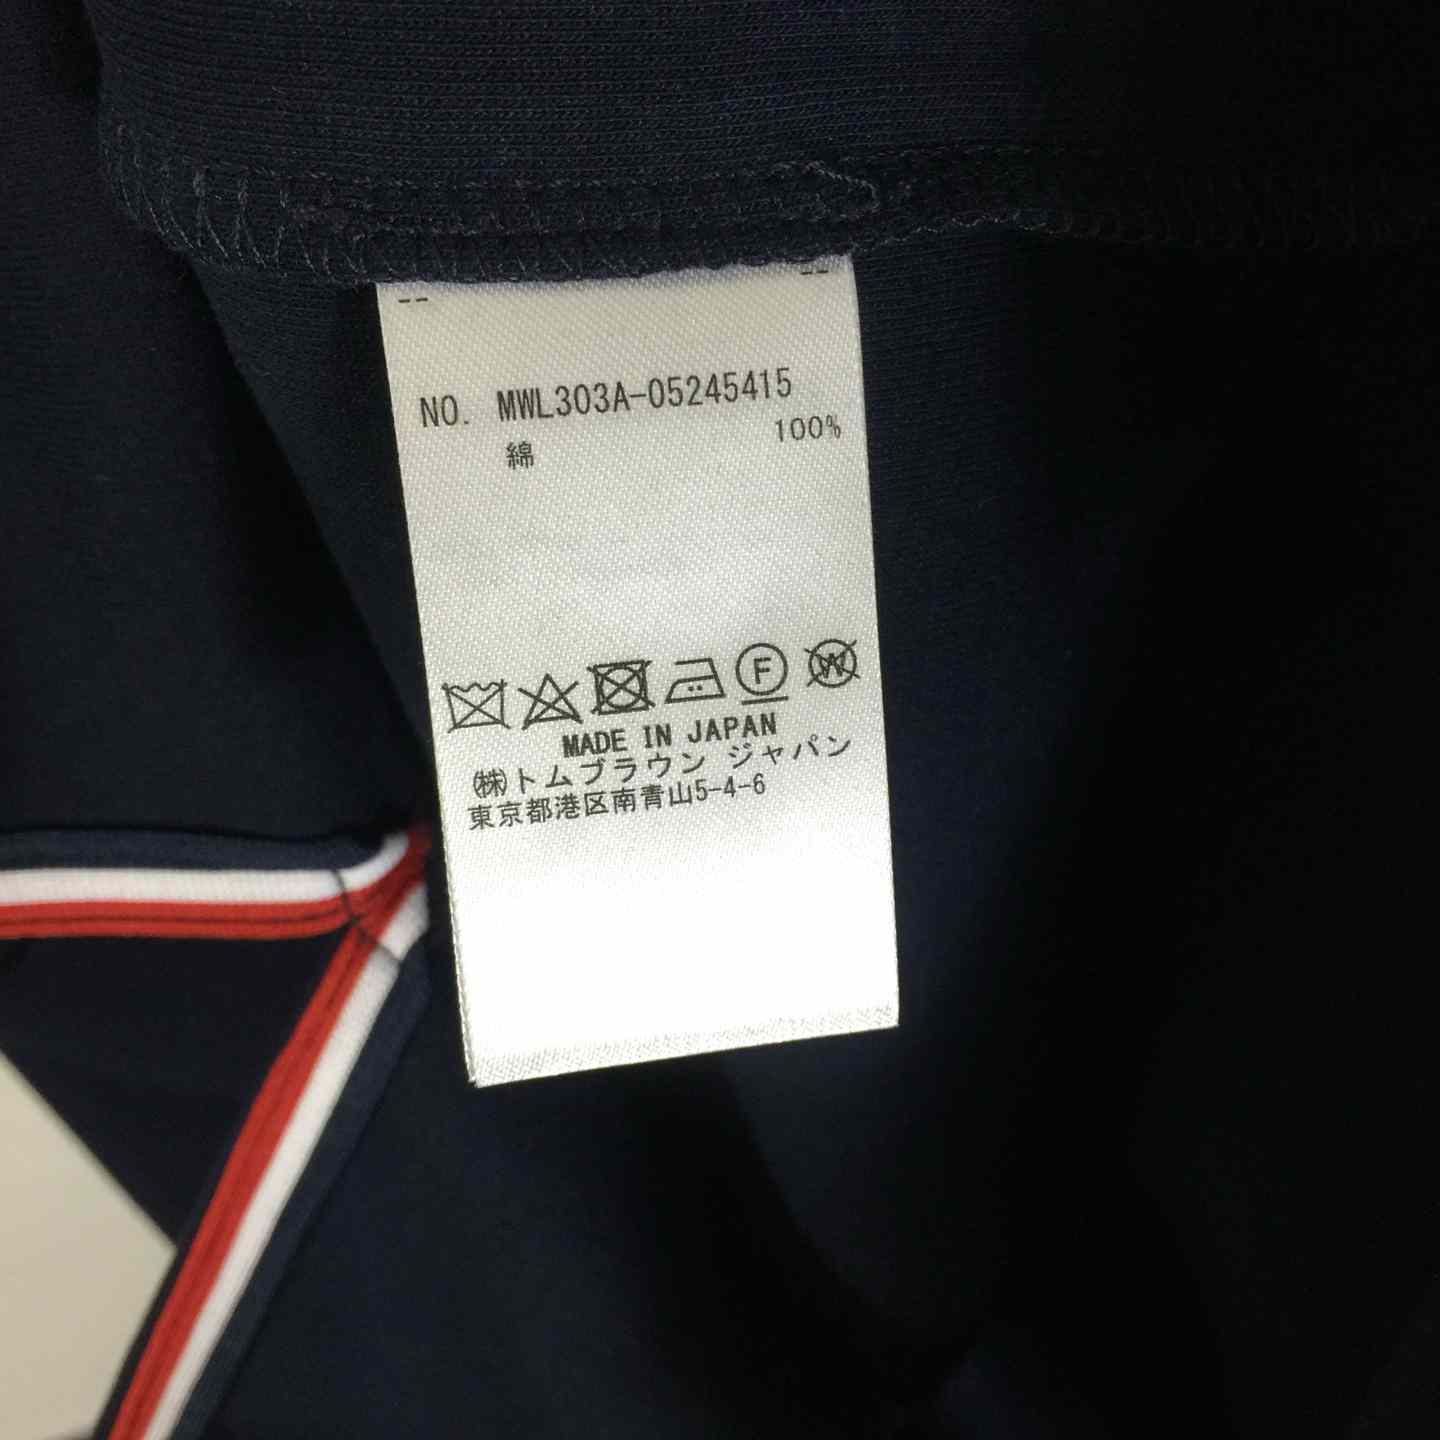 NO. MWL303A-05245415
綿 100%
F W
MADE IN JAPAN
㈱トムブラウン ジャパン
東京都港区南青山5-4-6